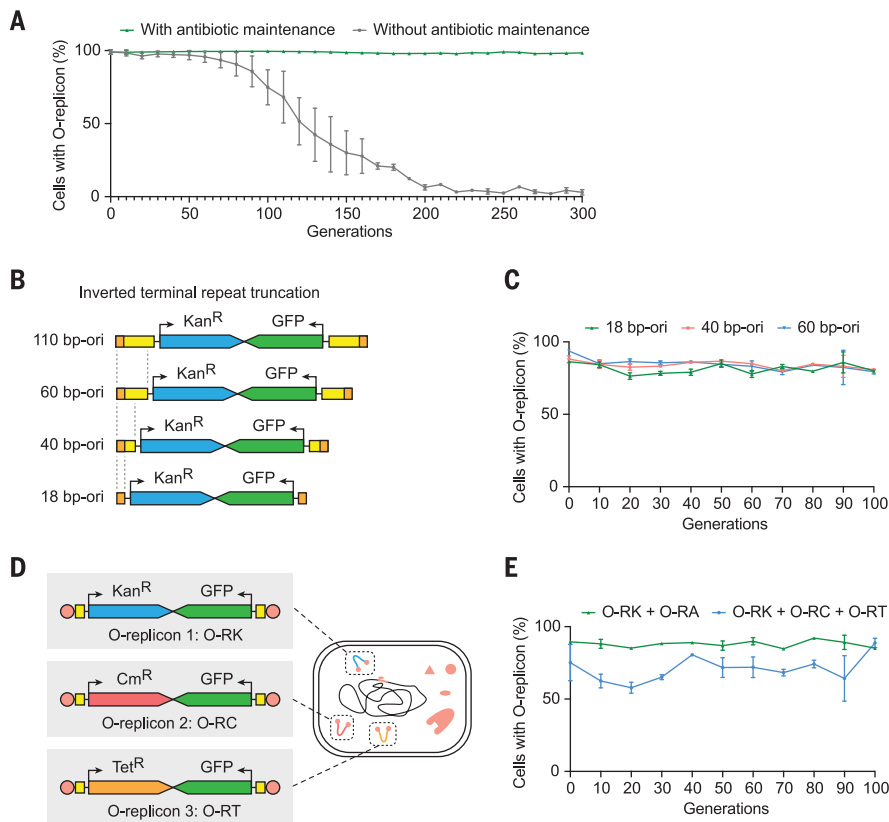 A
With antibiotic maintenance
Without antibiotic maintenance
Cells with O-replicon (%)
100
50
0
0 50 100 150 200 250 300
Generations
B
Inverted terminal repeat truncation
110 bp-ori
KanR
GFP
60 bp-ori
KanR
GFP
40 bp-ori
KanR
GFP
18 bp-ori
KanR
GFP
C
18 bp-ori
40 bp-ori
60 bp-ori
Cells with O-replicon (%)
100
50
0
0 10 20 30 40 50 60 70 80 90 100
Generations
D
KanR
GFP
O-replicon 1: O-RK
CmR
GFP
O-replicon 2: O-RC
TetR
GFP
O-replicon 3: O-RT
E
O-RK + O-RA
O-RK + O-RC + O-RT
Cells with O-replicon (%)
100
50
0
0 10 20 30 40 50 60 70 80 90 100
Generations